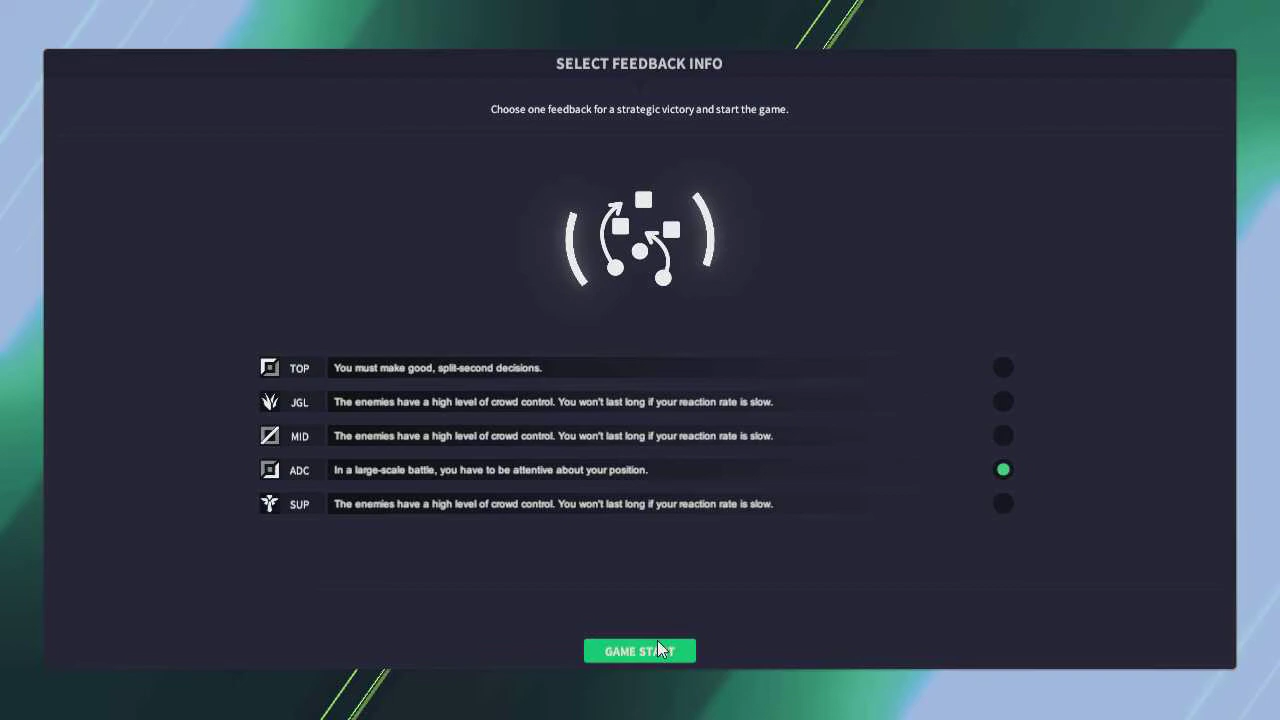 SELECT FEEDBACK INFO
Choose one feedback for a strategic victory and start the game.
TOP You must make good, split-second decisions.
JGL The enemies have a high level of crowd control. You won't last long if your reaction rate is slow.
MID The enemies have a high level of crowd control. You won't last long if your reaction rate is slow.
ADC In a large-scale battle, you have to be attentive about your position.
SUP The enemies have a high level of crowd control. You won't last long if your reaction rate is slow.
GAME START